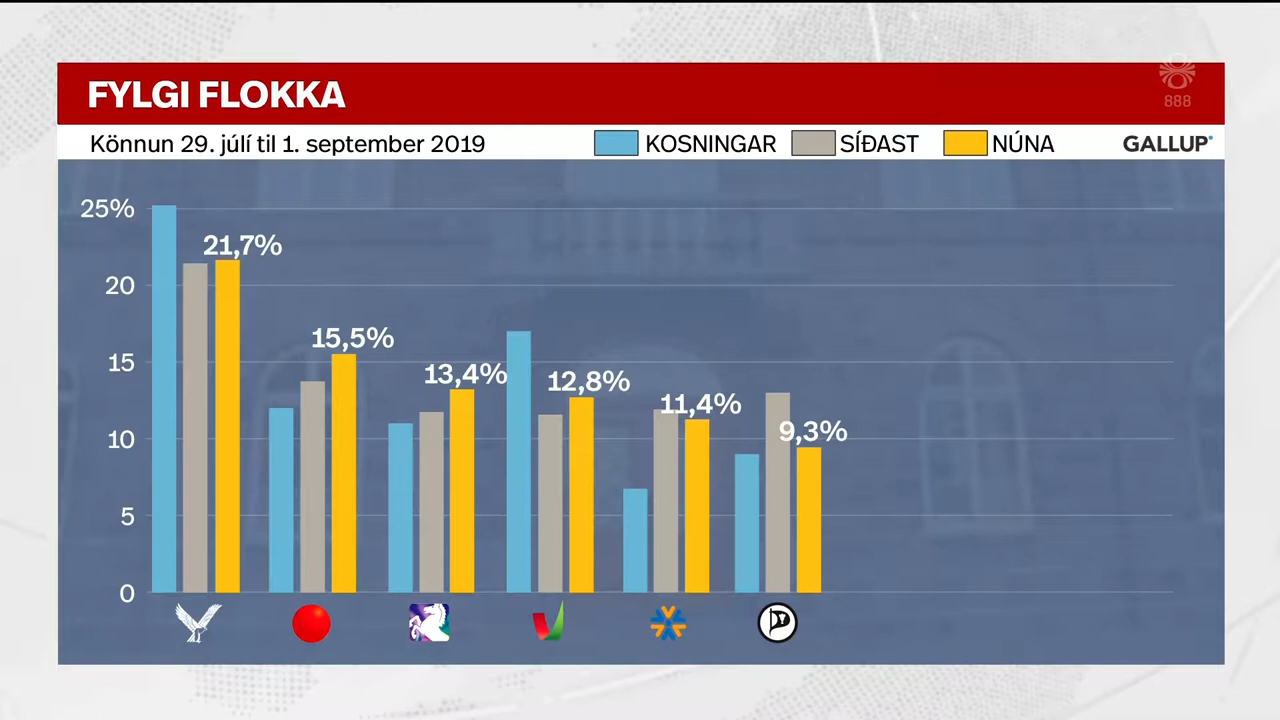 FYLGI FLOKKA
888
Könnun 29. júlí til 1. september 2019
KOSNINGAR
SÍÐAST
NÚNA
GALLUP
25%
20
15
10
5
0
21,7%
15,5%
13,4%
12,8%
11,4%
9,3%